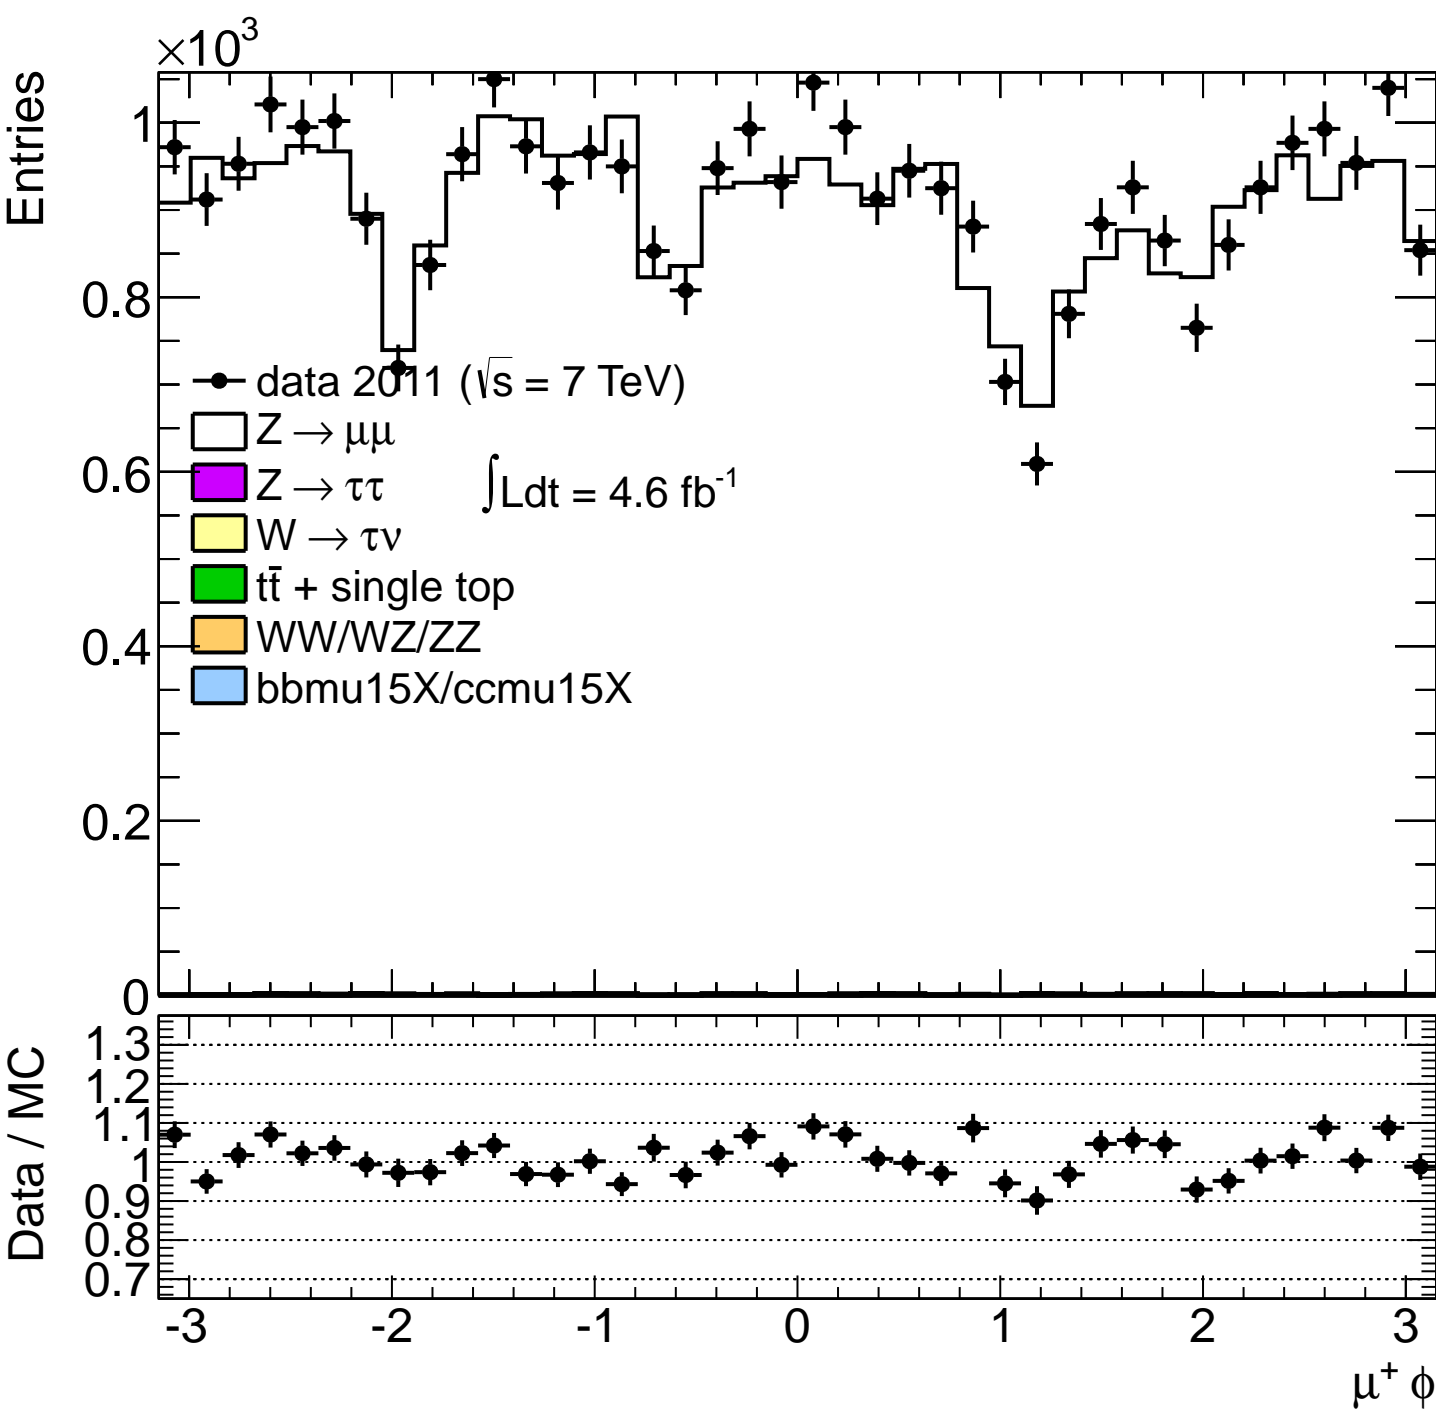 ×10³
Entries
1
0.8
0.6
0.4
0.2
0
data 2011 (√s = 7 TeV)
Z → μμ
Z → ττ
∫Ldt = 4.6 fb⁻¹
W → τν
tt̄ + single top
WW/WZ/ZZ
bbmu15X/ccmu15X
Data / MC
1.3
1.2
1.1
1
0.9
0.8
0.7
-3 -2 -1 0 1 2 3
μ⁺ ϕ